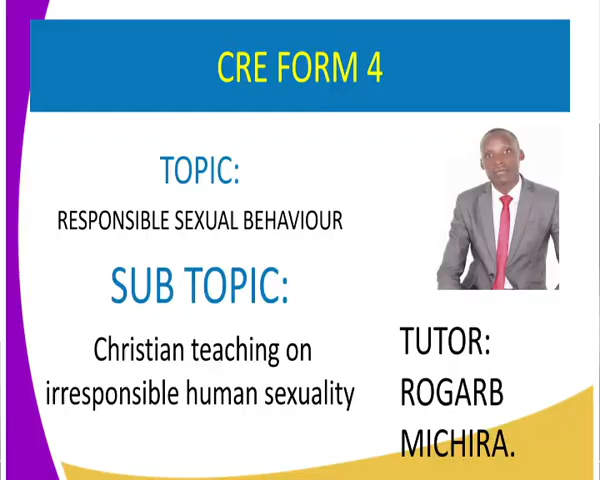 CRE FORM 4
TOPIC:
RESPONSIBLE SEXUAL BEHAVIOUR
SUB TOPIC:
Christian teaching on
irresponsible human sexuality
TUTOR:
ROGARB
MICHIRA.